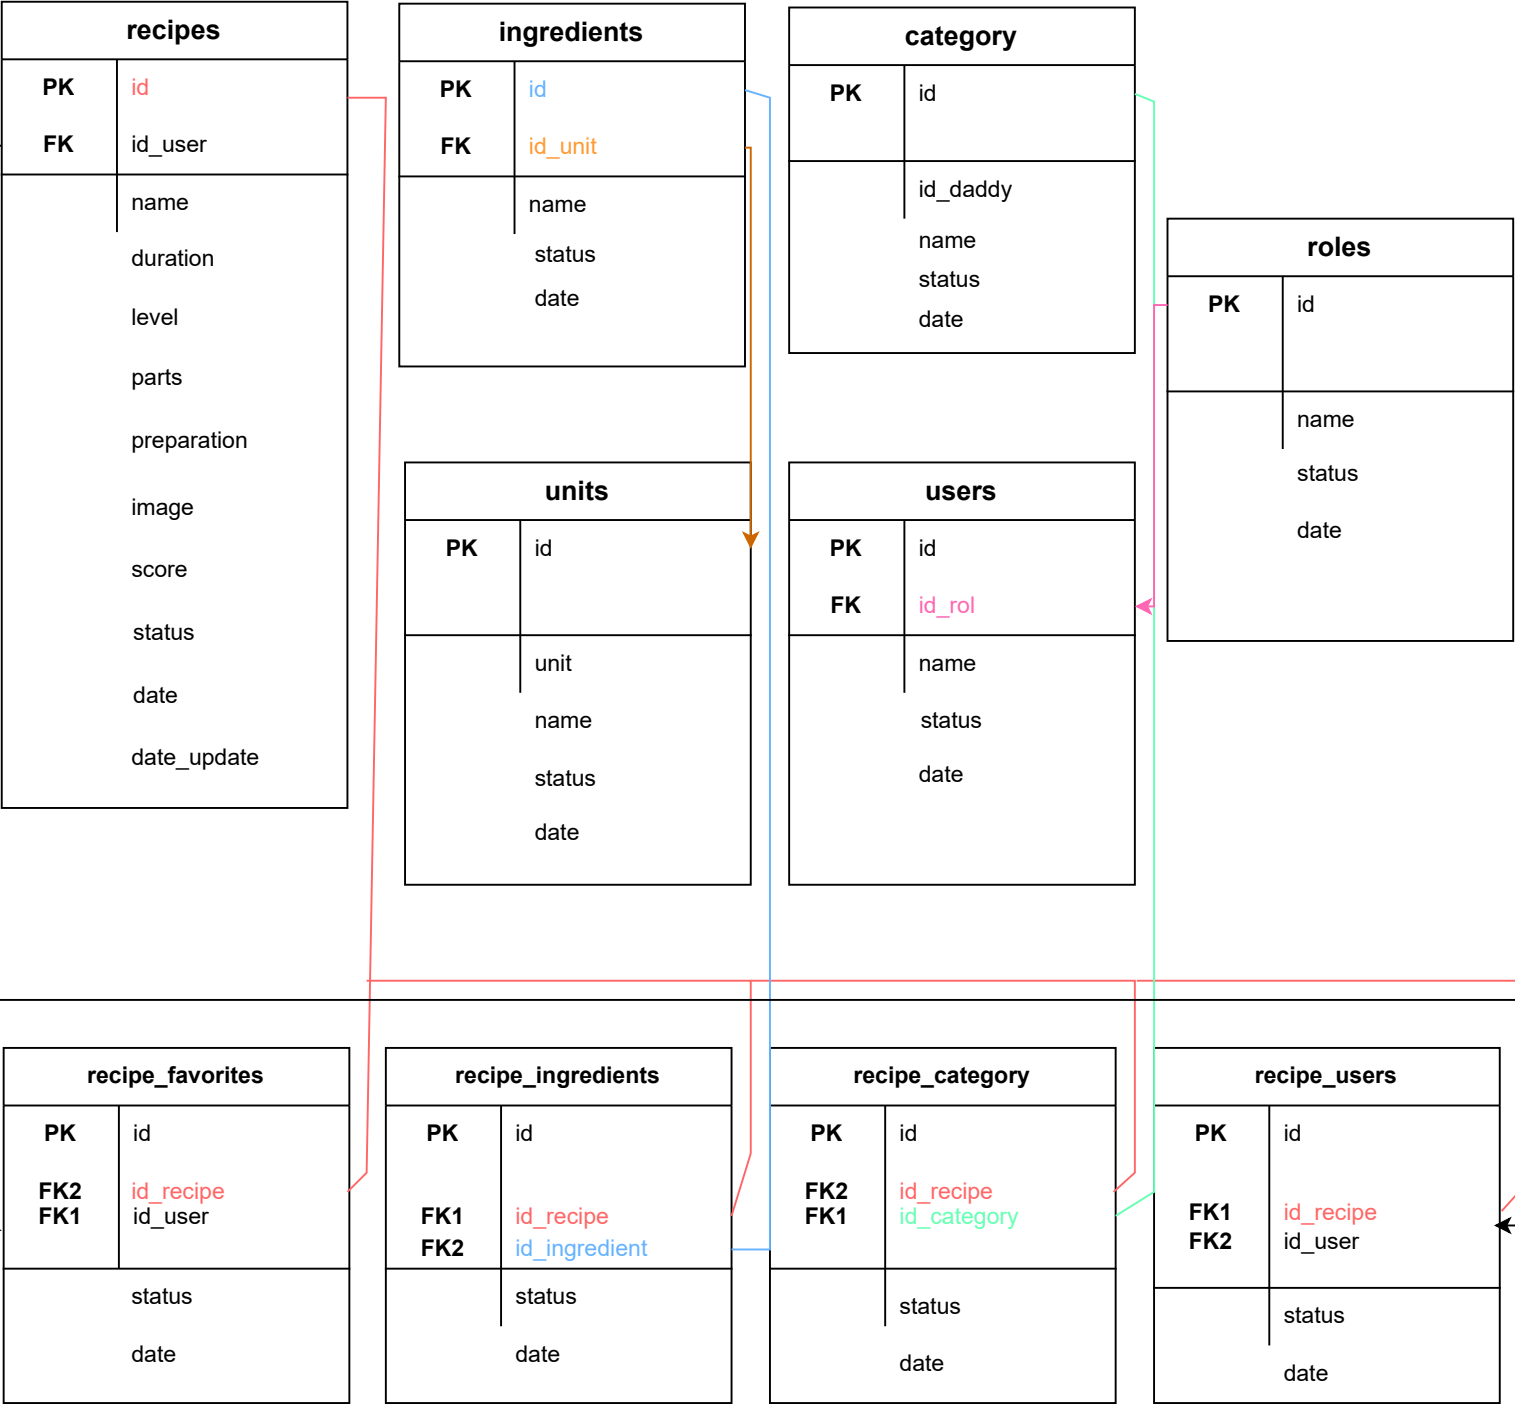 recipes
PK id
FK id_user
name
duration
level
parts
preparation
image
score
status
date
date_update
ingredients
PK id
FK id_unit
name
status
date
category
PK id
id_daddy
name
status
date
roles
PK id
name
status
date
units
PK id
unit
name
status
date
users
PK id
FK id_rol
name
status
date
recipe_favorites
PK id
FK2 id_recipe
FK1 id_user
status
date
recipe_ingredients
PK id
FK1 id_recipe
FK2 id_ingredient
status
date
recipe_category
PK id
FK2 id_recipe
FK1 id_category
status
date
recipe_users
PK id
FK1 id_recipe
FK2 id_user
status
date